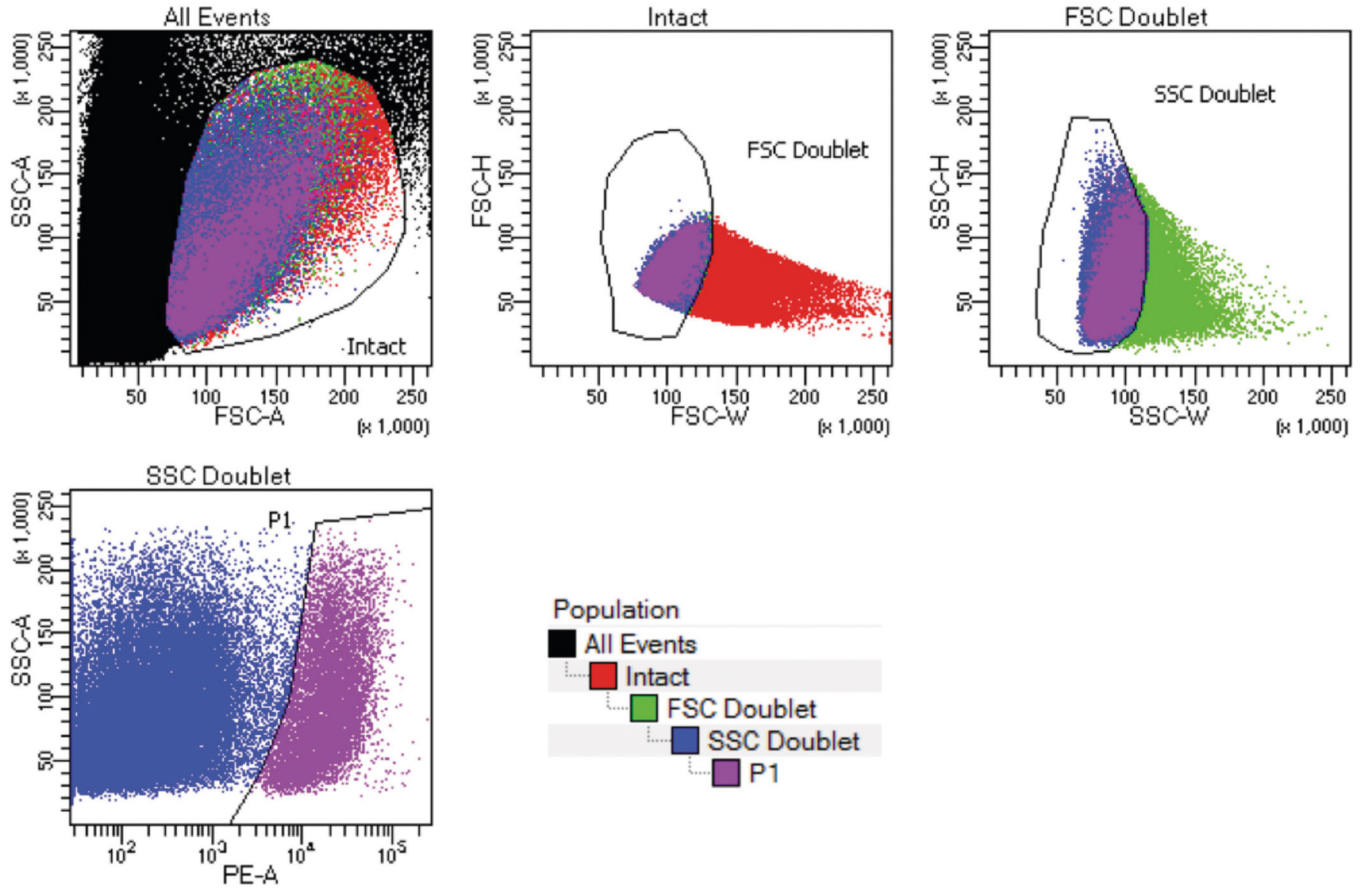 All Events
(x 1,000)
50 100 150 200 250
SSC-A
Intact
50 100 150 200 250
FSC-A
(x 1,000)
Intact
(x 1,000)
50 100 150 200 250
FSC-H
FSC Doublet
50 100 150 200 250
FSC-W
(x 1,000)
FSC Doublet
(x 1,000)
50 100 150 200 250
SSC-H
SSC Doublet
50 100 150 200 250
SSC-W
(x 1,000)
SSC Doublet
(x 1,000)
50 100 150 200 250
SSC-A
P1
10² 10³ 10⁴ 10⁵
PE-A
Population
All Events
Intact
FSC Doublet
SSC Doublet
P1